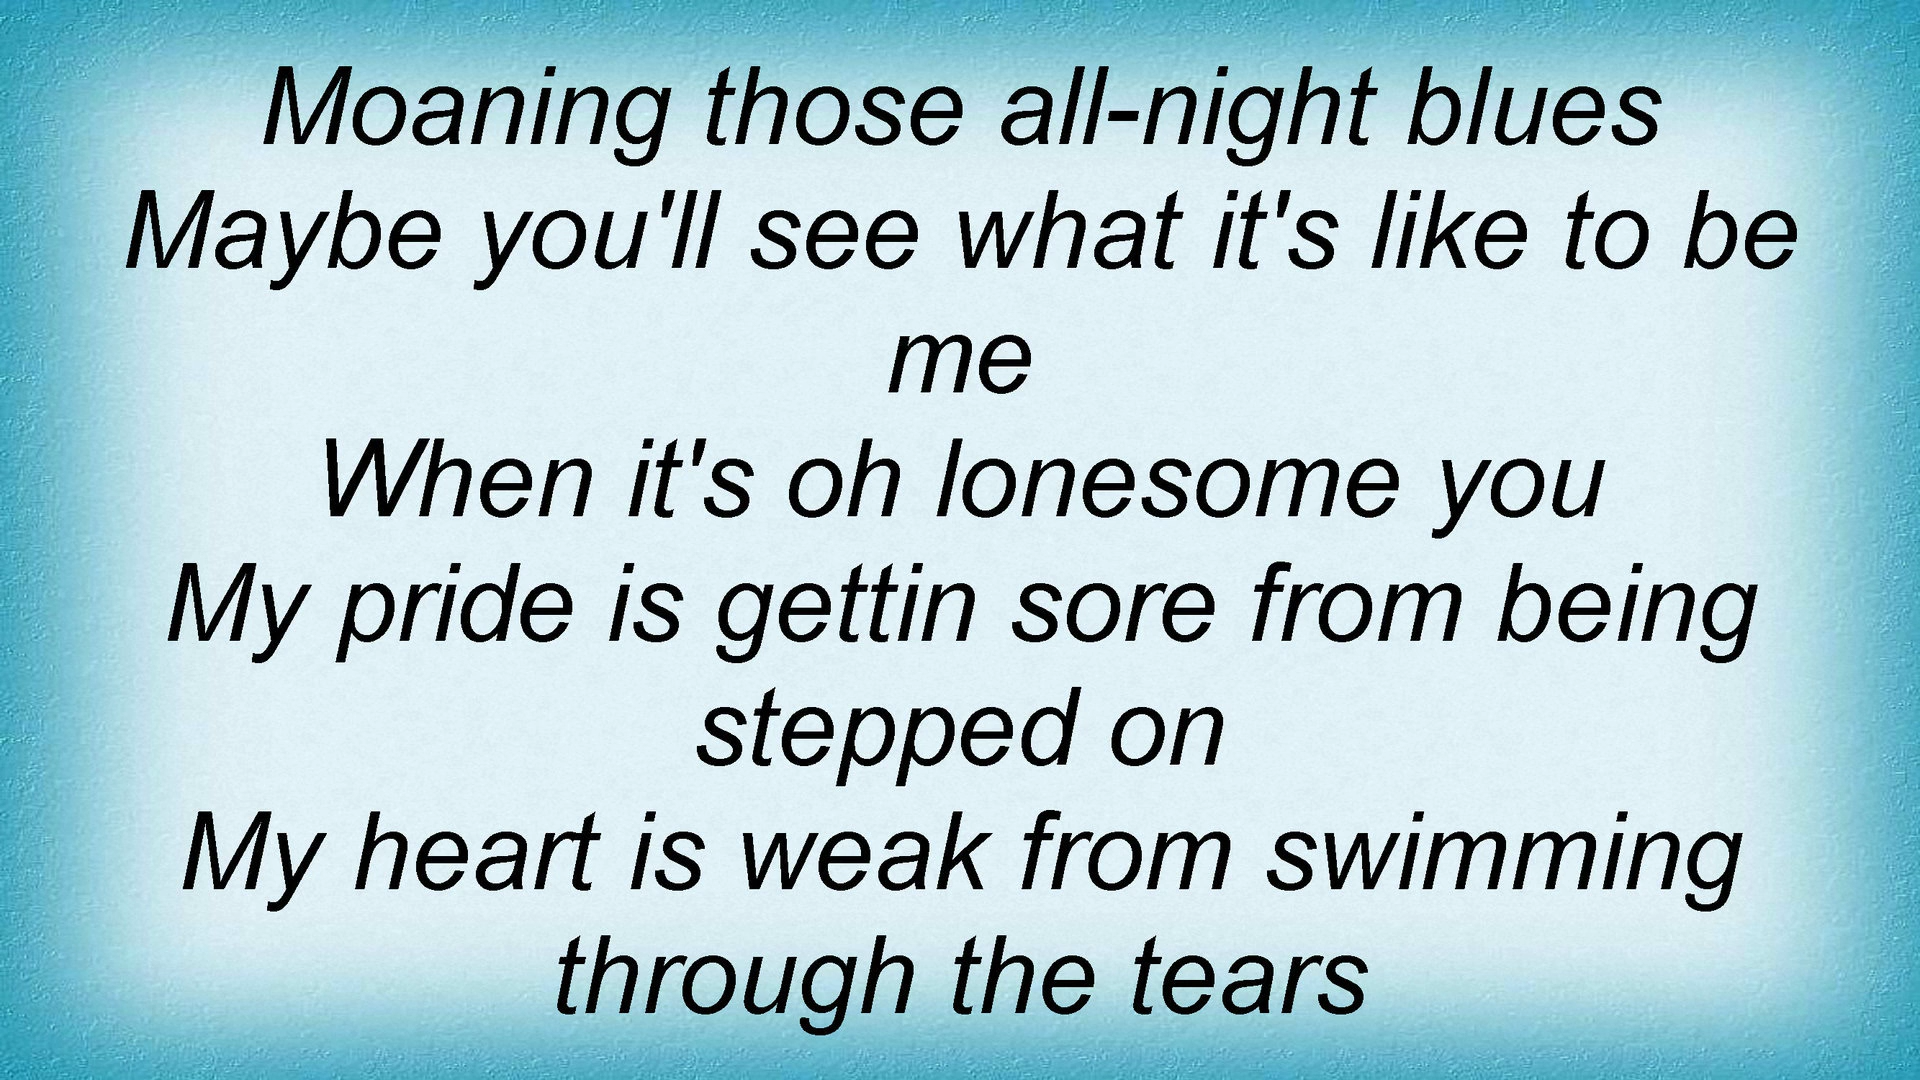 Moaning those all-night blues
Maybe you'll see what it's like to be
me
When it's oh lonesome you
My pride is gettin sore from being
stepped on
My heart is weak from swimming
through the tears